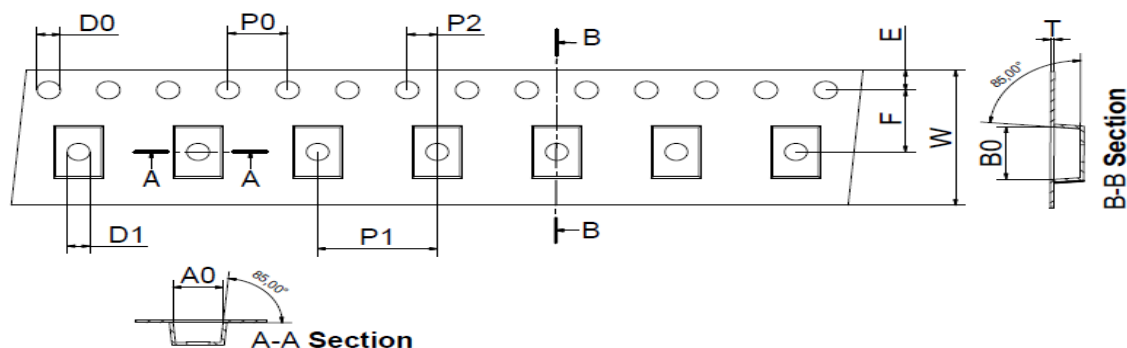 D0
P0
P2
B
E
T
85,00°
F
W
B0
B-B Section
A
A
D1
P1
B
A0
85,00°
A-A Section